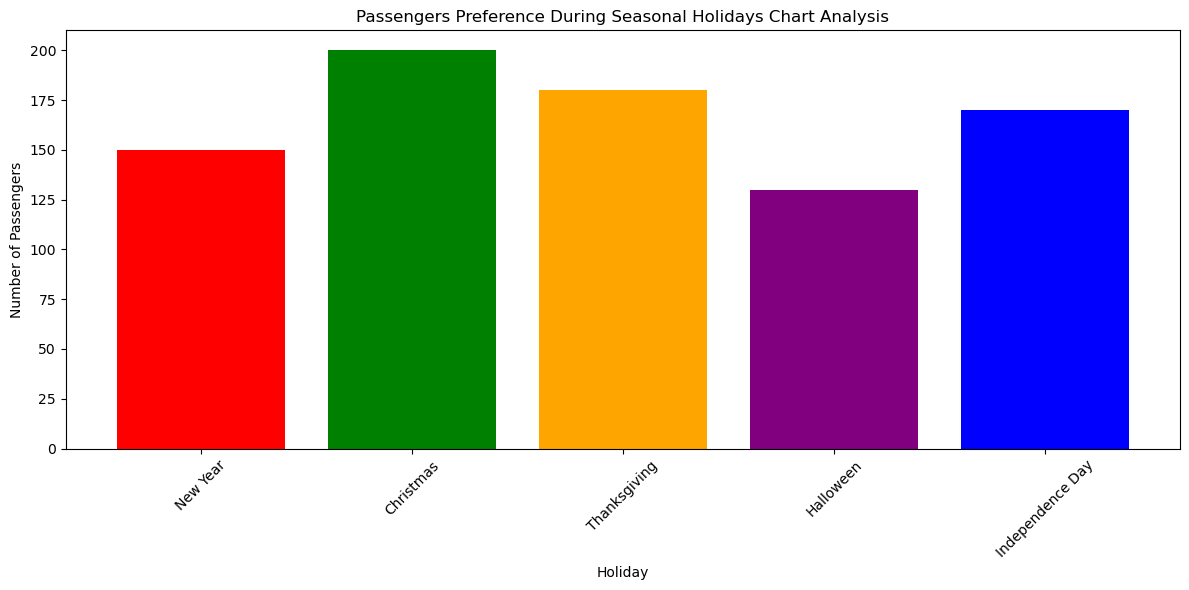 Passengers Preference During Seasonal Holidays Chart Analysis
Number of Passengers
200
175
150
125
100
75
50
25
0
New Year
Christmas
Thanksgiving
Halloween
Independence Day
Holiday